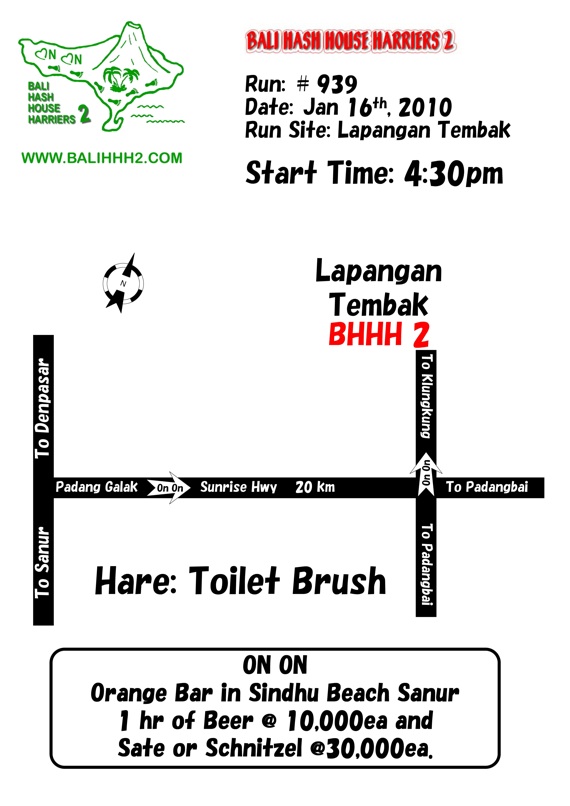 ON ON
BALI
HASH
HOUSE
HARRIERS 2
WWW.BALIHHH2.COM
BALI HASH HOUSE HARRIERS 2
Run: # 939
Date: Jan 16th, 2010
Run Site: Lapangan Tembak
Start Time: 4:30pm
N
Lapangan
Tembak
BHHH 2
To Denpasar
To Klungkung
Padang Galak On On Sunrise Hwy 20 Km On On To Padangbai
To Sanur
To Padangbai
Hare: Toilet Brush
ON ON
Orange Bar in Sindhu Beach Sanur
1 hr of Beer @ 10,000ea and
Sate or Schnitzel @30,000ea.